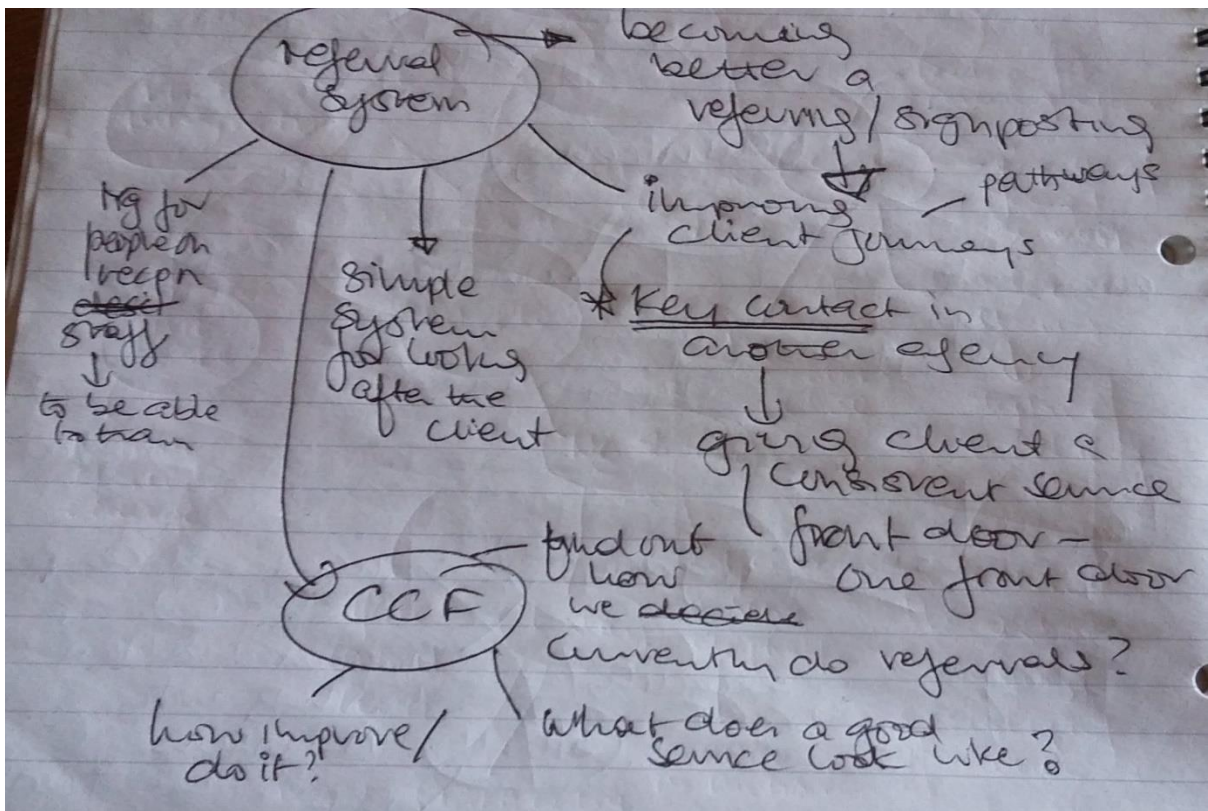 referral
system
becoming
better a
referring / signposting
pathways
improving
client journeys
* Key contact in
another agency
giving client a
consistent service
front door –
one front door
trg for
people on
recepn
staff
to be able
to train
simple
system
for looking
after the
client
CCF
find out
how
we decide
currently do referrals?
how improve/
do it?
what does a good
service look like?